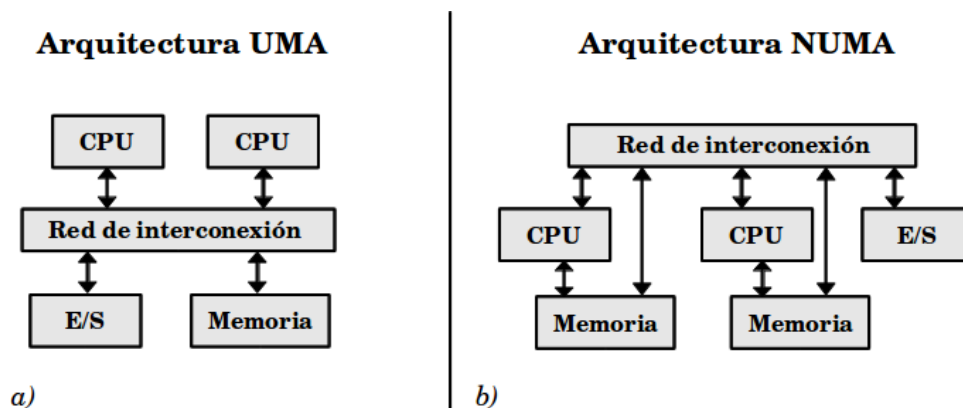 Arquitectura UMA
CPU
CPU
Red de interconexión
E/S
Memoria
a)
Arquitectura NUMA
Red de interconexión
CPU
CPU
E/S
Memoria
Memoria
b)